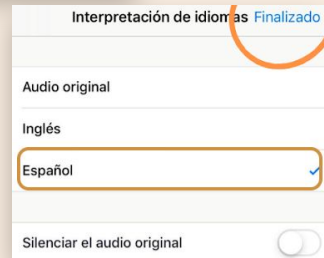 Interpretación de idiomas Finalizado
Audio original
Inglés
Español
Silenciar el audio original